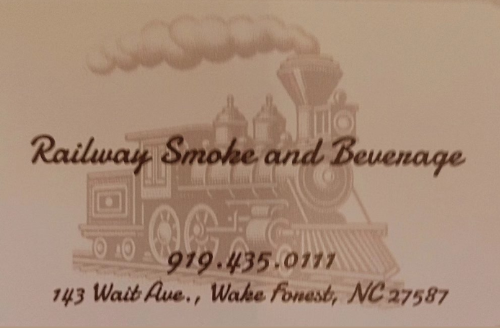 Railway Smoke and Beverage
919.435.0111
143 Wait Ave., Wake Forest, NC 27587